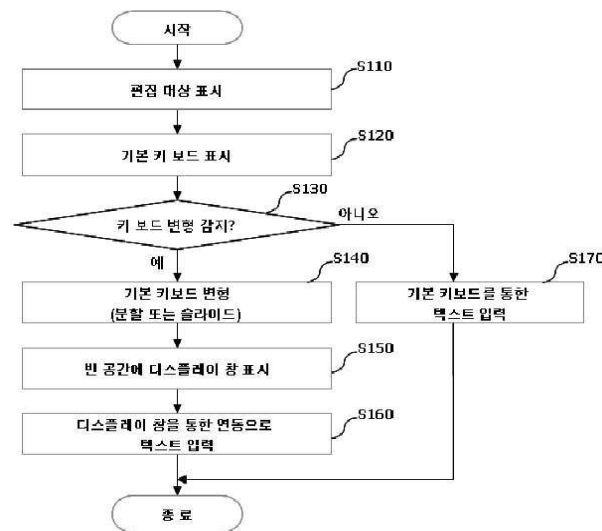 시작
S110
편집 대상 표시
S120
기본 키 보드 표시
S130
키 보드 변형 감지?
아니오
예
S140
기본 키보드 변형
(분할 또는 슬라이드)
S170
기본 키보드를 통한
텍스트 입력
S150
빈 공간에 디스플레이 창 표시
S160
디스플레이 창을 통한 연동으로
텍스트 입력
종 료